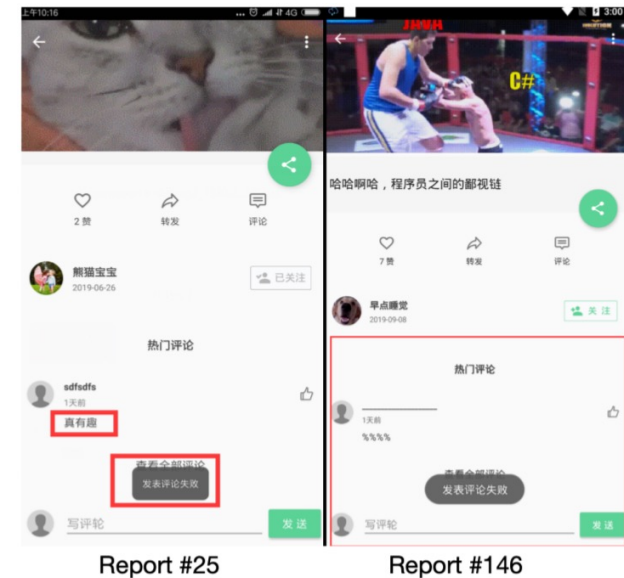 上午10:16
... 4G
2 赞
转发
评论
熊猫宝宝
2019-06-26
已关注
热门评论
sdfsdfs
1天前
真有趣
查看全部评论
发表评论失败
写评轮
发送
Report #25
3:00
JAVA
C#
哈哈啊哈，程序员之间的鄙视链
7 赞
转发
评论
早点睡觉
2019-09-08
关 注
热门评论
1天前
%%%%
查看全部评论
发表评论失败
写评轮
发送
Report #146